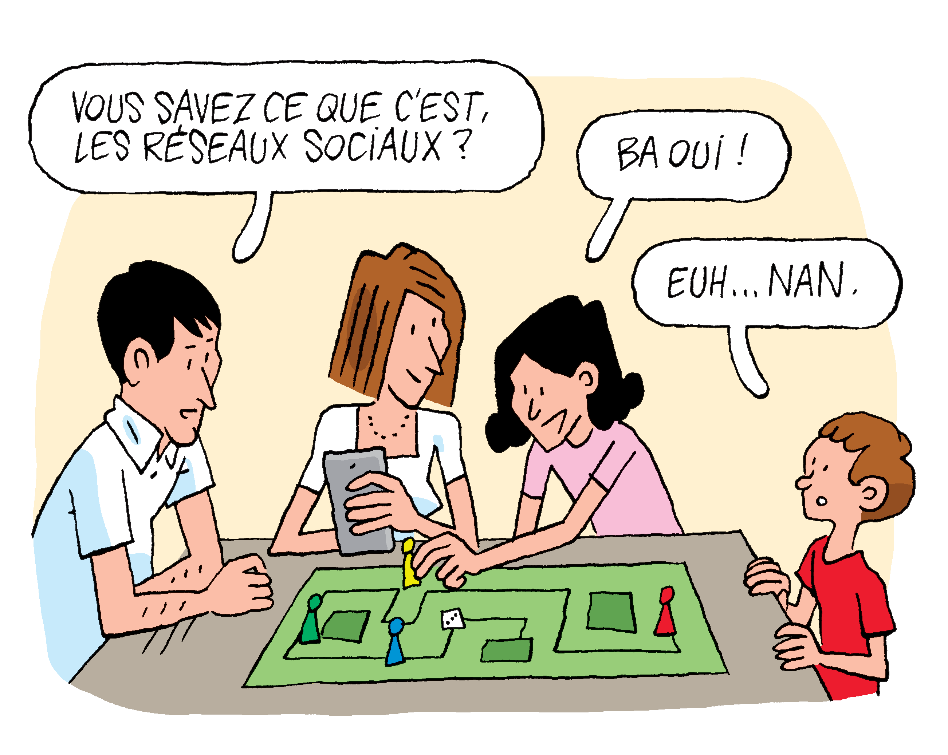 VOUS SAVEZ CE QUE C'EST,
LES RÉSEAUX SOCIAUX ?
BA OUI !
EUH... NAN.